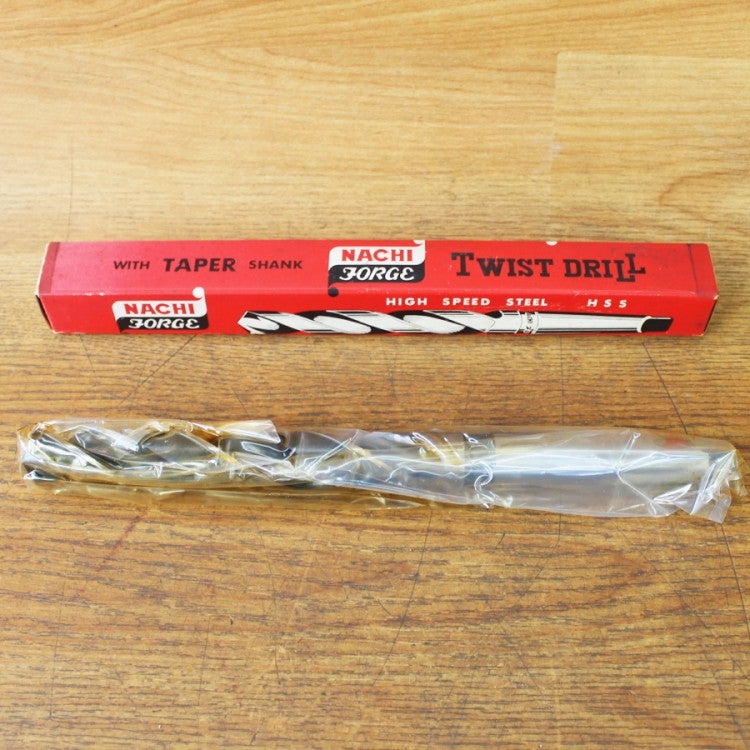 WITH TAPER SHANK
NACHI
FORGE
TWIST DRILL
NACHI
FORGE
HIGH SPEED STEEL HSS